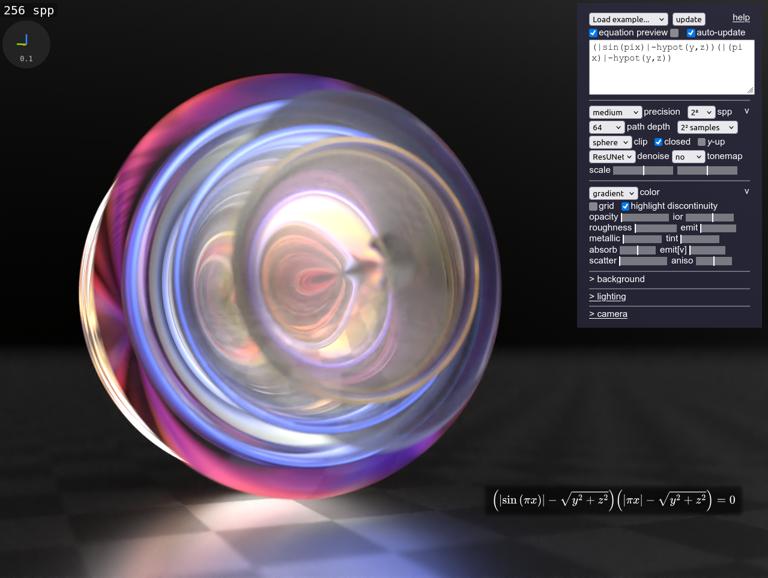 256 spp
0.1
Load example... update help
equation preview auto-update
(|sin(pix)|-hypot(y,z))(|(pi
x)|-hypot(y,z))
medium precision 2⁸ spp v
64 path depth 2² samples
sphere clip closed y-up
ResUNet denoise no tonemap
scale
gradient color v
grid highlight discontinuity
opacity ior
roughness emit
metallic tint
absorb emit[v]
scatter aniso
> background
> lighting
> camera
(|sin (πx)| − √(y² + z²)) (|πx| − √(y² + z²)) = 0